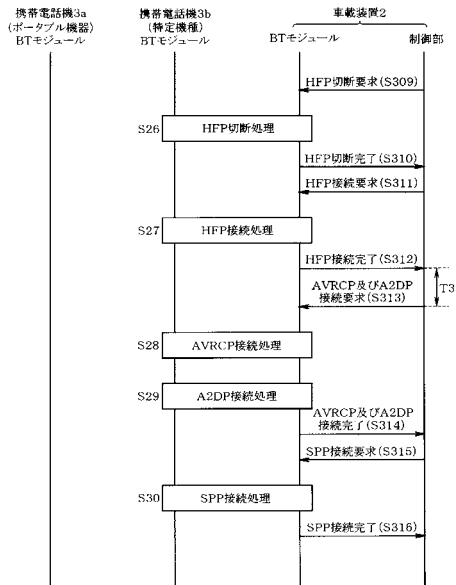 携帯電話機3a
(ポータブル機器)
BTモジュール
携帯電話機3b
(特定機種)
BTモジュール
車載装置2
BTモジュール
制御部
HFP切断要求(S309)
S26
HFP切断処理
HFP切断完了(S310)
HFP接続要求(S311)
S27
HFP接続処理
HFP接続完了(S312)
AVRCP及びA2DP
接続要求(S313)
T3
S28
AVRCP接続処理
S29
A2DP接続処理
AVRCP及びA2DP
接続完了(S314)
SPP接続要求(S315)
S30
SPP接続処理
SPP接続完了(S316)